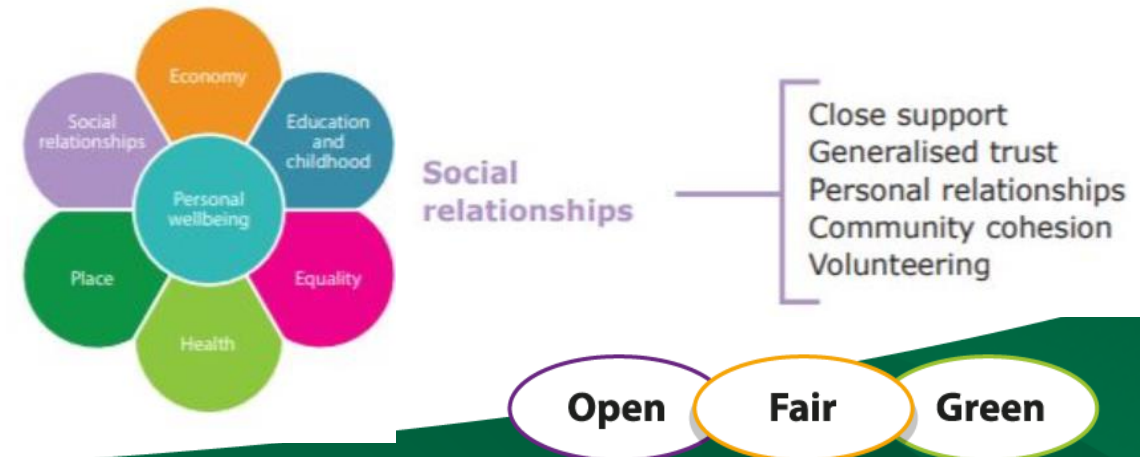 Economy
Social
relationships
Education
and
childhood
Personal
wellbeing
Place
Equality
Health
Social
relationships
Close support
Generalised trust
Personal relationships
Community cohesion
Volunteering
Open
Fair
Green